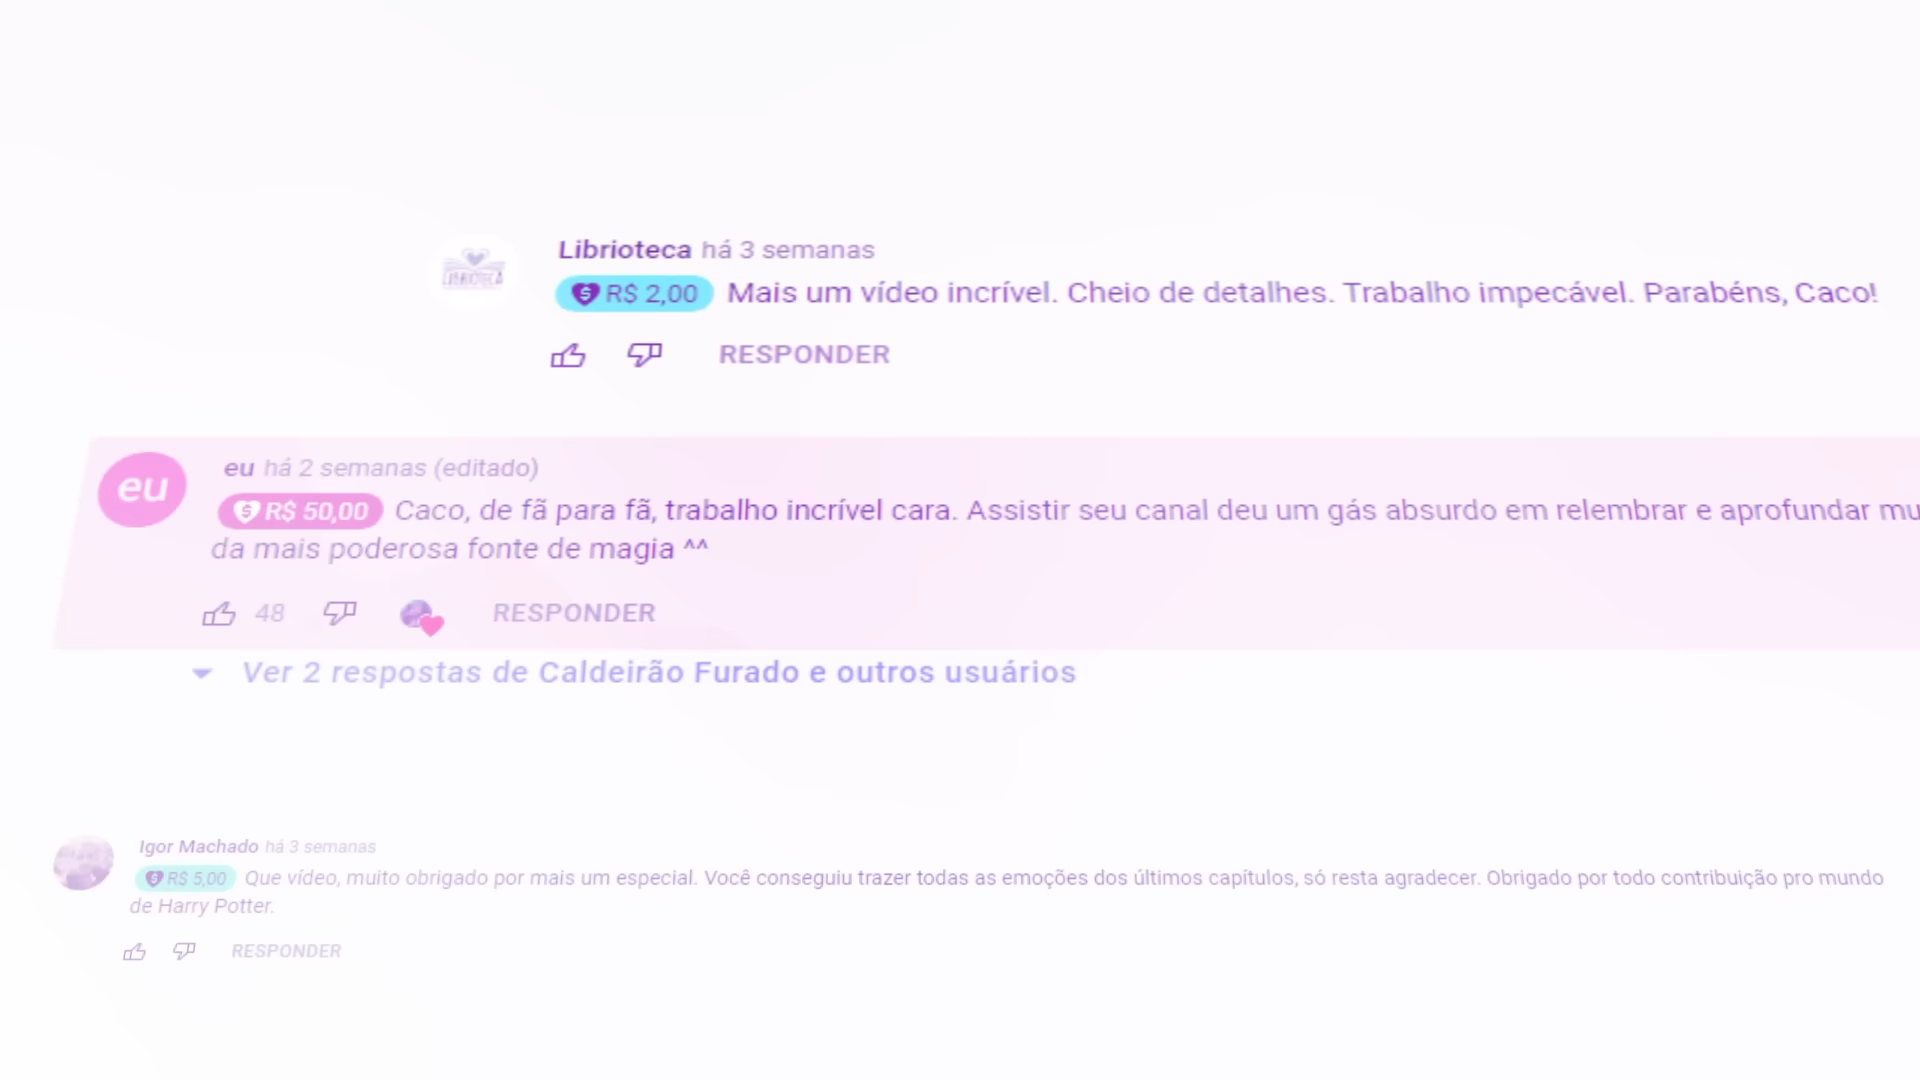 Librioteca há 3 semanas
LIBRIOTECA
R$ 2,00 Mais um vídeo incrível. Cheio de detalhes. Trabalho impecável. Parabéns, Caco!
RESPONDER
eu
eu há 2 semanas (editado)
R$ 50,00 Caco, de fã para fã, trabalho incrível cara. Assistir seu canal deu um gás absurdo em relembrar e aprofundar mu
da mais poderosa fonte de magia ^^
48 RESPONDER
Ver 2 respostas de Caldeirão Furado e outros usuários
Igor Machado há 3 semanas
R$ 5,00 Que vídeo, muito obrigado por mais um especial. Você conseguiu trazer todas as emoções dos últimos capítulos, só resta agradecer. Obrigado por todo contribuição pro mundo
de Harry Potter.
RESPONDER